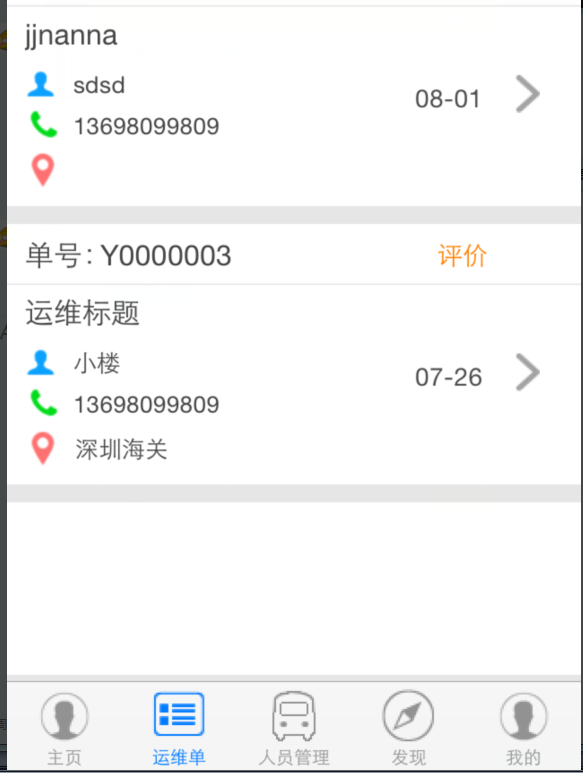 jjnanna
sdsd
08-01
13698099809
单号: Y0000003
评价
运维标题
小楼
07-26
13698099809
深圳海关
主页
运维单
人员管理
发现
我的